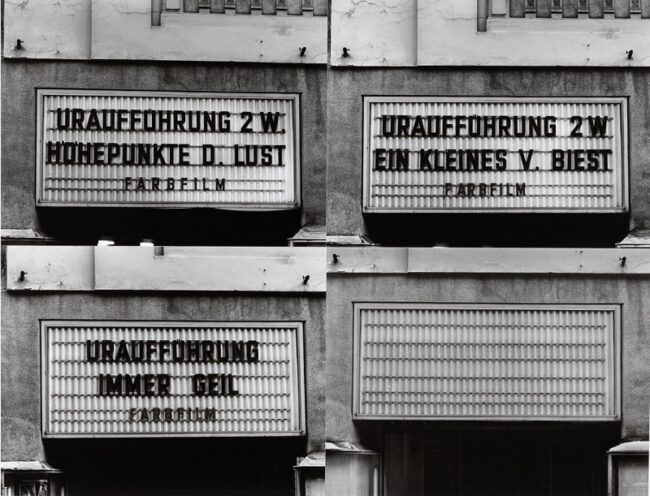 URAUFFÜHRUNG 2 W.
HÖHEPUNKTE D. LUST
FARBFILM
URAUFFÜHRUNG 2 W
EIN KLEINES V. BIEST
FARBFILM
URAUFFÜHRUNG
IMMER GEIL
FARBFILM